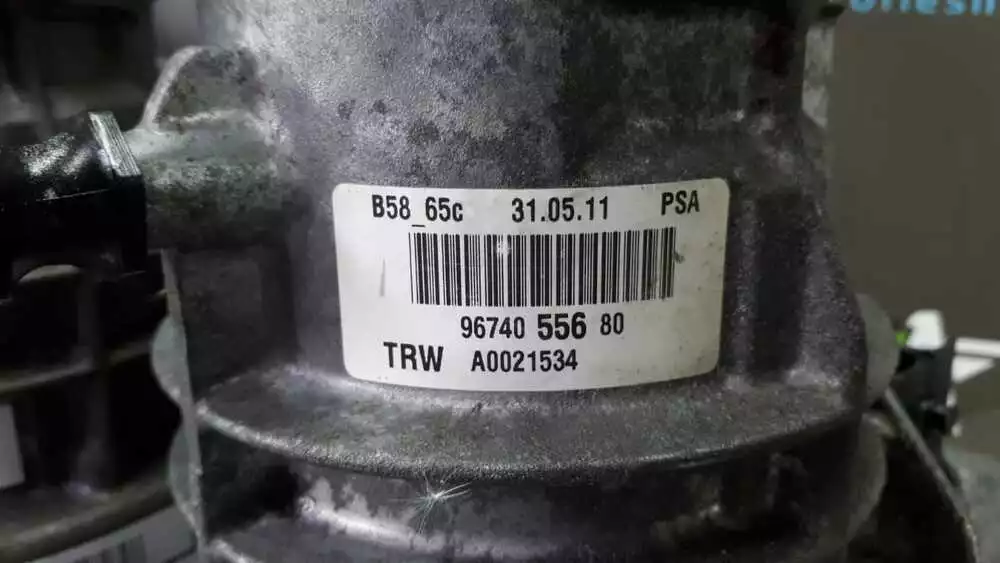 B58_65c 31.05.11 PSA
96740 556 80
TRW A0021534